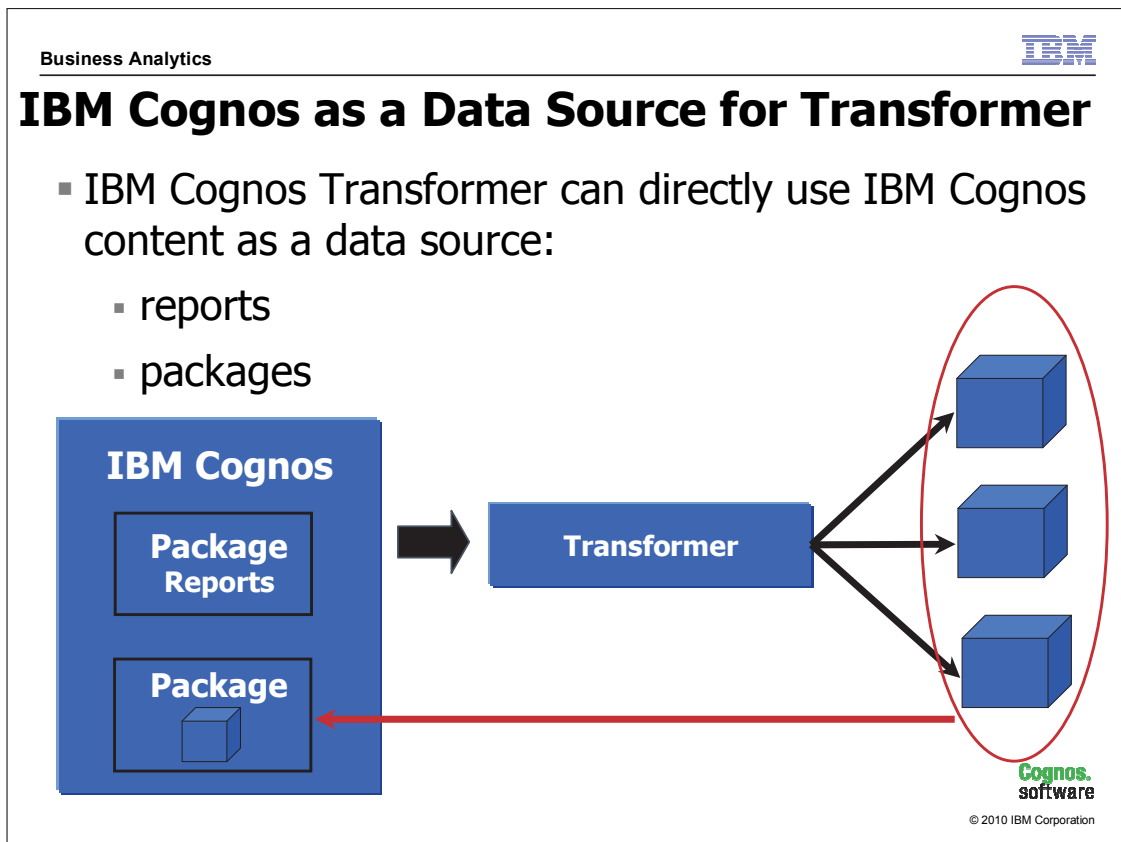 Business Analytics
IBM
IBM Cognos as a Data Source for Transformer
▪ IBM Cognos Transformer can directly use IBM Cognos
content as a data source:
▪ reports
▪ packages
IBM Cognos
Package
Reports
Transformer
Package
Cognos.
software
© 2010 IBM Corporation